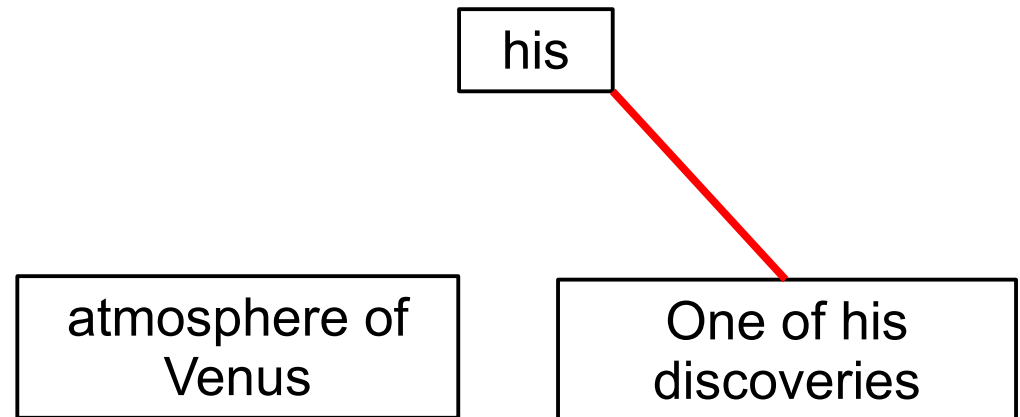 his
atmosphere of
Venus
One of his
discoveries